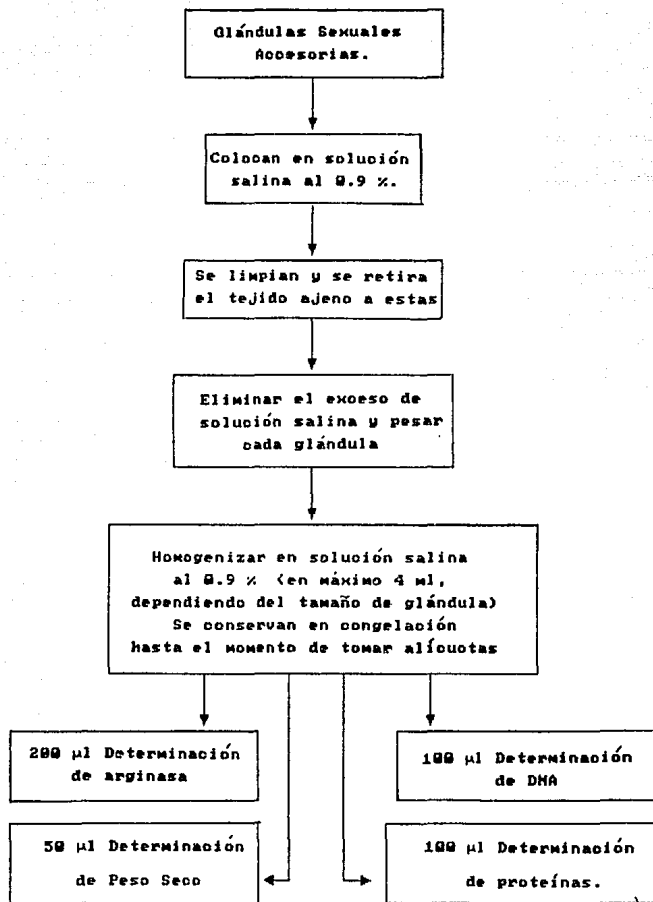 Glándulas Sexuales
Accesorias.
Colocan en solución
salina al 0.9 %.
Se limpian y se retira
el tejido ajeno a estas
Eliminar el exceso de
solución salina y pesar
cada glándula
Homogenizar en solución salina
al 0.9 % (en máximo 4 ml,
dependiendo del tamaño de glándula)
Se conservan en congelación
hasta el momento de tomar alícuotas
200 µl Determinación
de arginasa
100 µl Determinación
de DNA
50 µl Determinación
de Peso Seco
100 µl Determinación
de proteínas.